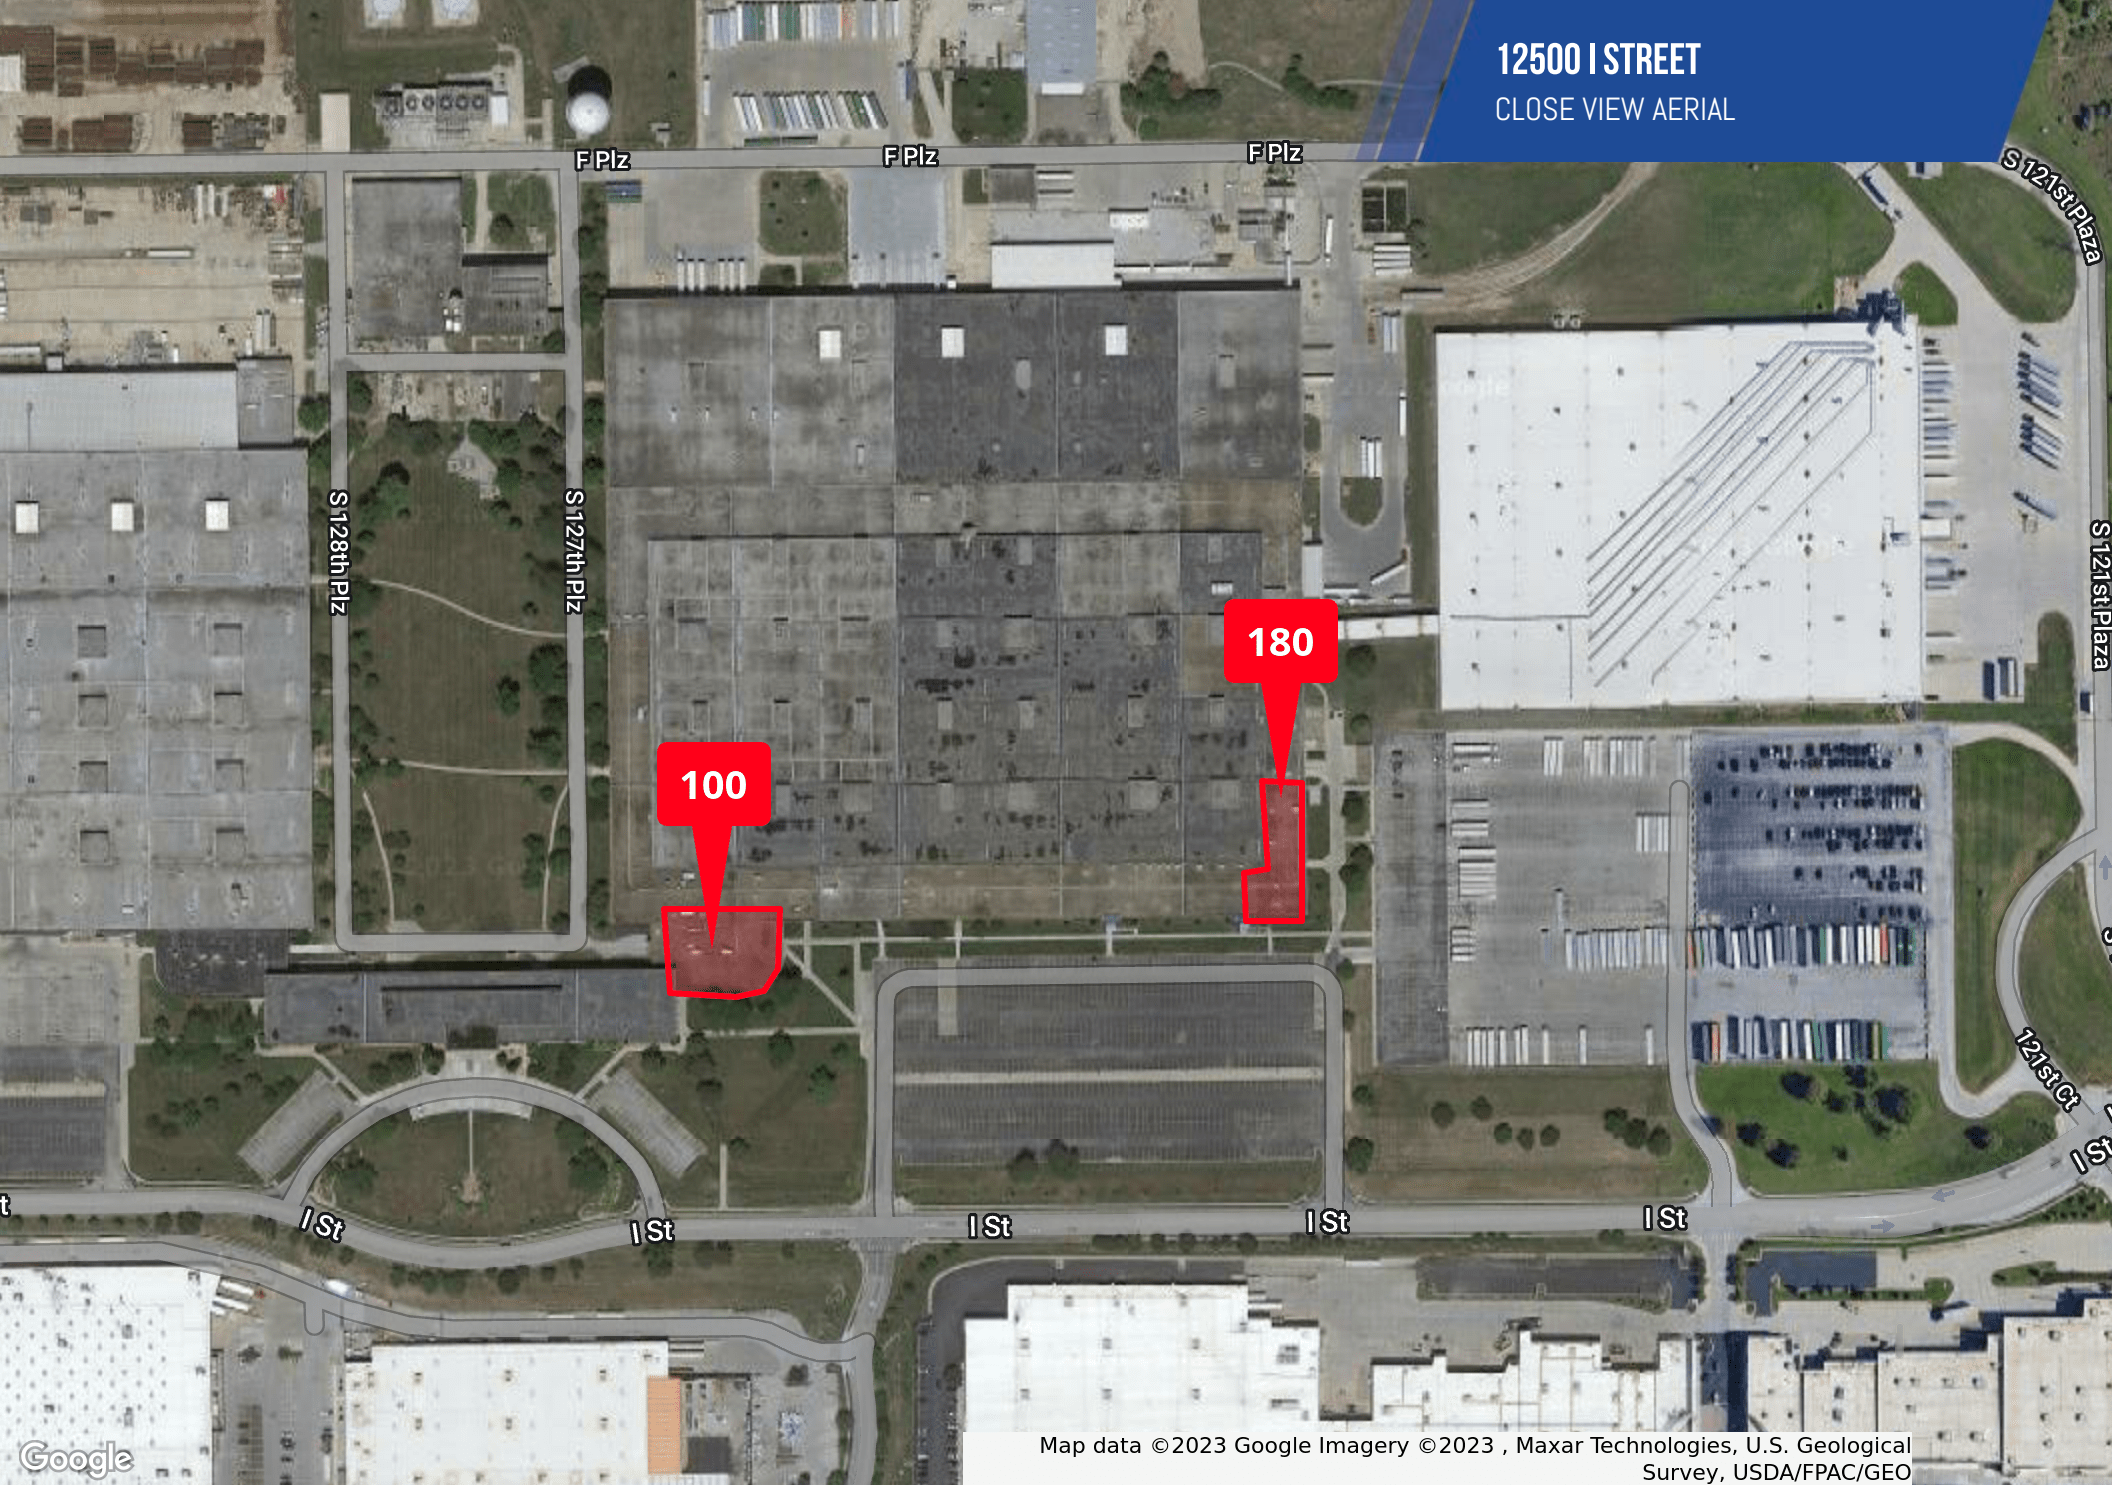 12500 I STREET
CLOSE VIEW AERIAL
F Plz
F Plz
F Plz
S 121st Plaza
S 128th Plz
S 127th Plz
S 121st Plaza
180
100
121st Ct
I St
I St
I St
I St
I St
I St
Google
Map data ©2023 Google Imagery ©2023 , Maxar Technologies, U.S. Geological
Survey, USDA/FPAC/GEO